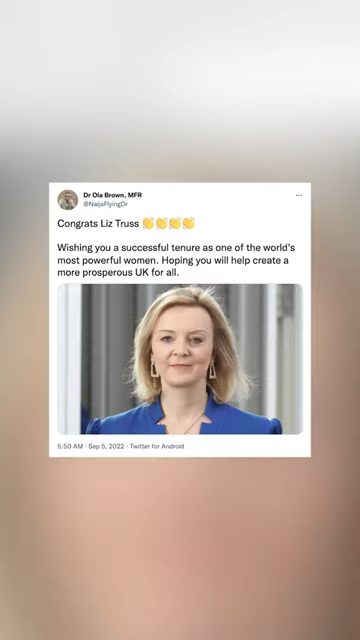 Dr Ola Brown, MFR
@NaijaFlyingDr
Congrats Liz Truss 👏👏👏👏
Wishing you a successful tenure as one of the world's
most powerful women. Hoping you will help create a
more prosperous UK for all.
5:50 AM · Sep 5, 2022 · Twitter for Android